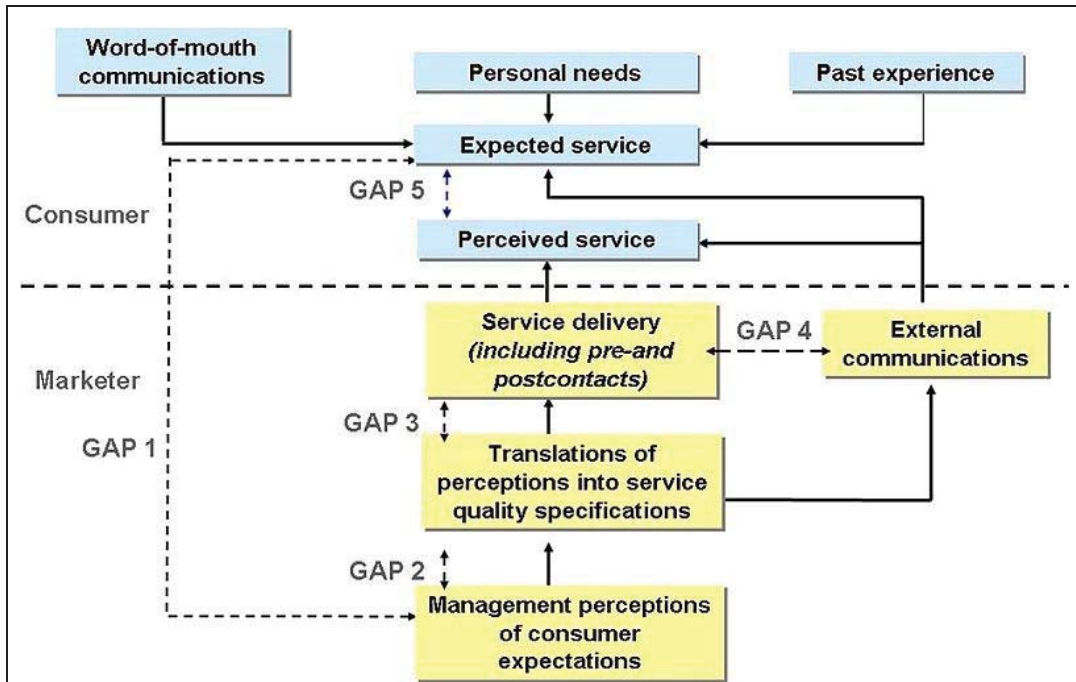 Word-of-mouth
communications
Personal needs
Past experience
Expected service
GAP 5
Consumer
Perceived service
Service delivery
(including pre-and
postcontacts)
GAP 4
External
communications
Marketer
GAP 3
GAP 1
Translations of
perceptions into service
quality specifications
GAP 2
Management perceptions
of consumer
expectations